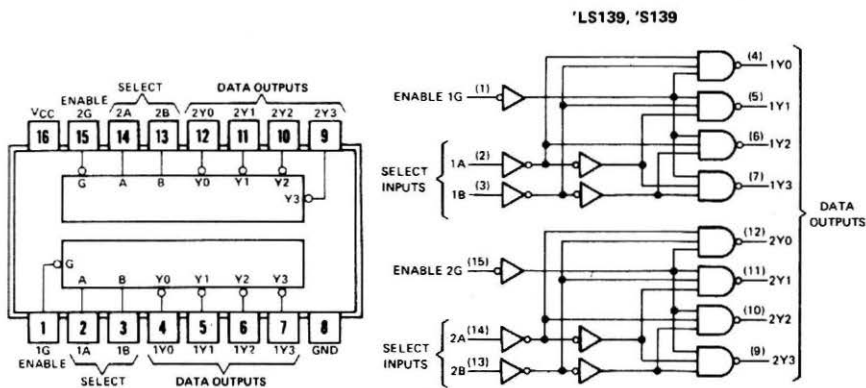 'LS139, 'S139
SELECT
DATA OUTPUTS
ENABLE
VCC 2G 2A 2B 2Y0 2Y1 2Y2 2Y3
16 15 14 13 12 11 10 9
G A B Y0 Y1 Y2
Y3
G
A B Y0 Y1 Y2 Y3
1 2 3 4 5 6 7 8
1G 1A 1B 1Y0 1Y1 1Y2 1Y3 GND
ENABLE
SELECT
DATA OUTPUTS
(4) 1Y0
ENABLE 1G (1)
(5) 1Y1
(6) 1Y2
SELECT INPUTS
1A (2)
1B (3)
(7) 1Y3
DATA OUTPUTS
(12) 2Y0
ENABLE 2G (15)
(11) 2Y1
(10) 2Y2
SELECT INPUTS
2A (14)
2B (13)
(9) 2Y3